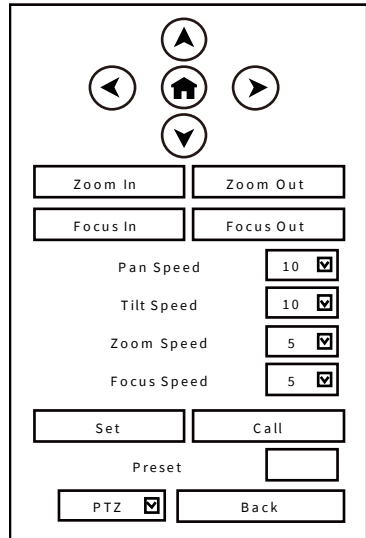 Zoom In Zoom Out
Focus In Focus Out
Pan Speed 10
Tilt Speed 10
Zoom Speed 5
Focus Speed 5
Set Call
Preset
PTZ Back